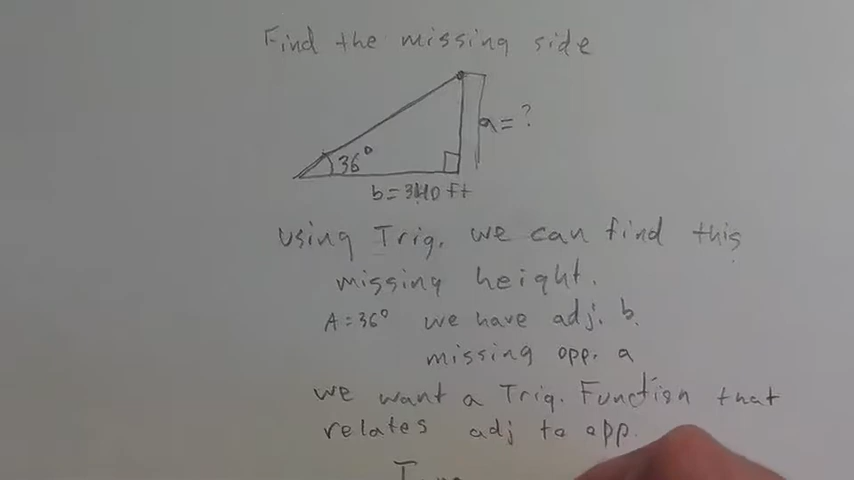 Find the missing side
a = ?
36°
b = 340 ft
using Trig. we can find this
missing height.
A = 36° we have adj. b.
missing opp. a
we want a Trig. Function that
relates adj to opp.